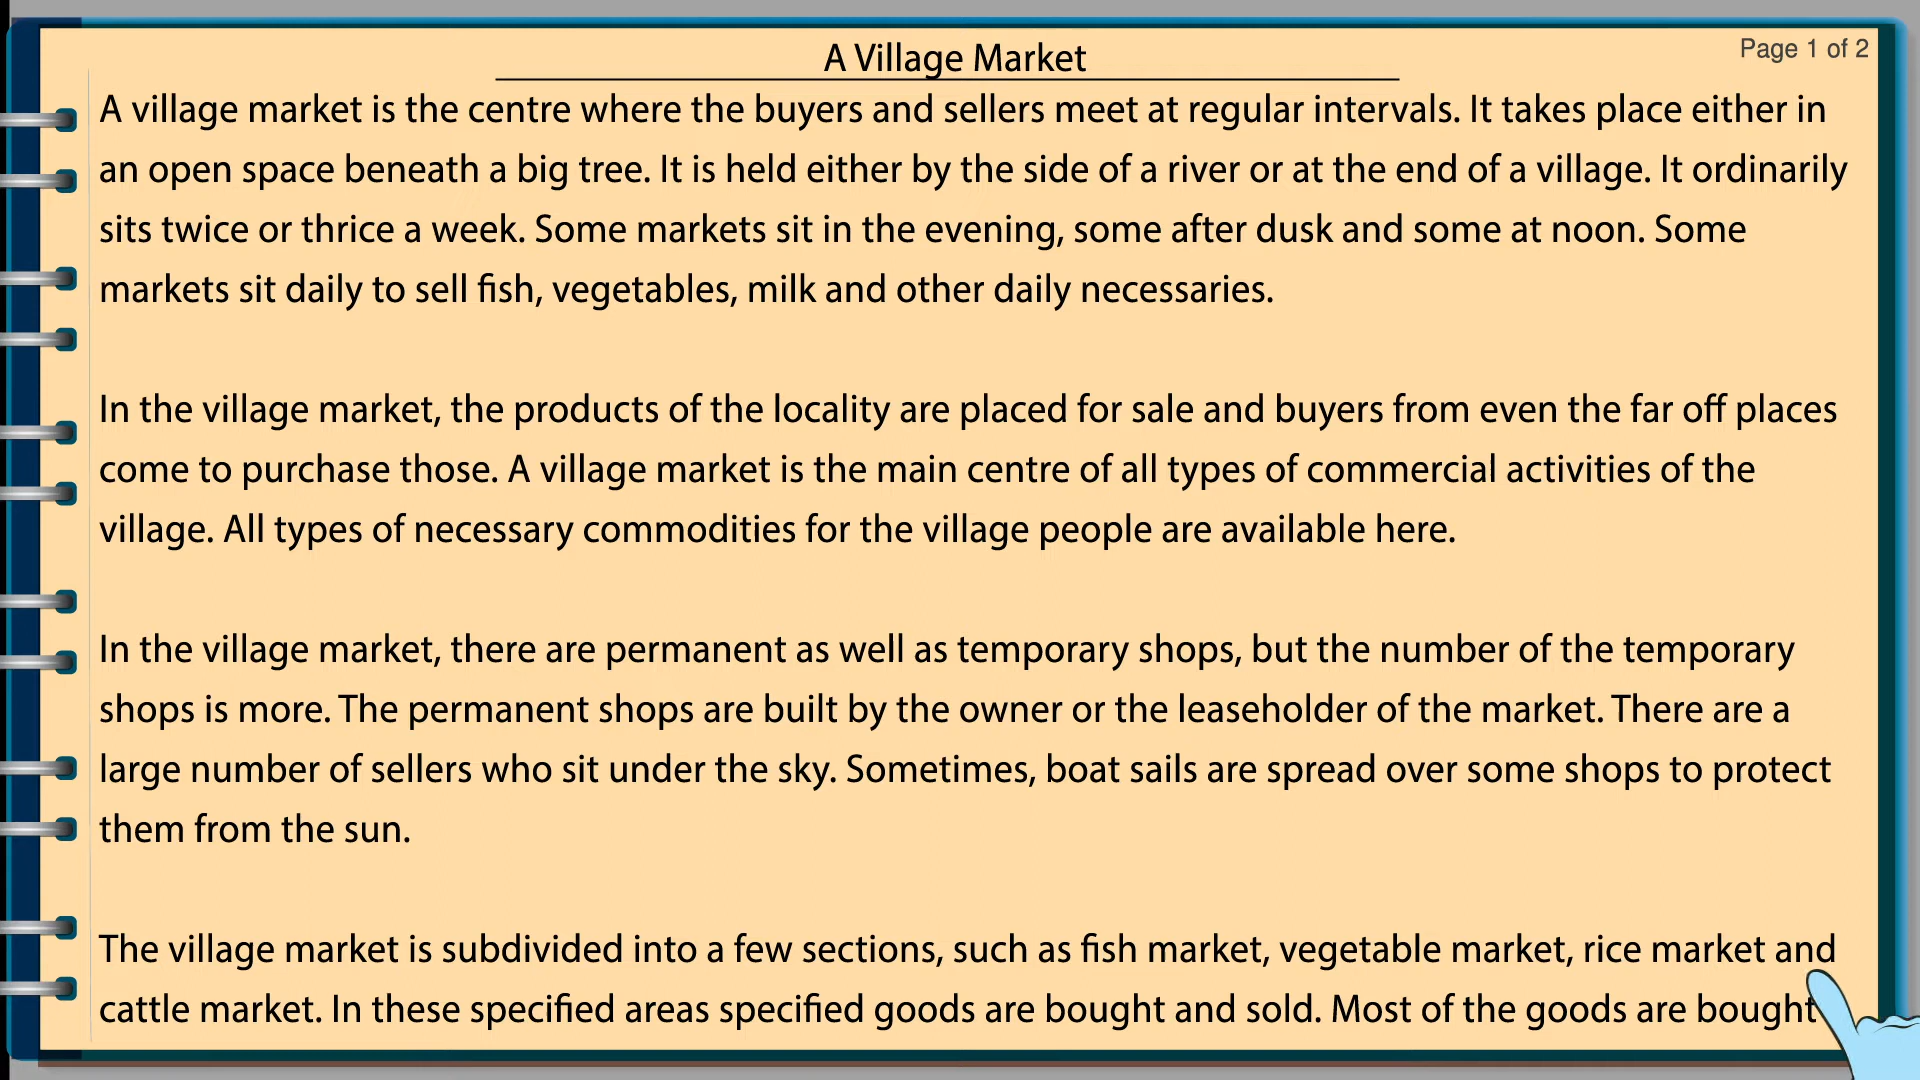 A Village Market
Page 1 of 2
A village market is the centre where the buyers and sellers meet at regular intervals. It takes place either in
an open space beneath a big tree. It is held either by the side of a river or at the end of a village. It ordinarily
sits twice or thrice a week. Some markets sit in the evening, some after dusk and some at noon. Some
markets sit daily to sell fish, vegetables, milk and other daily necessaries.
In the village market, the products of the locality are placed for sale and buyers from even the far off places
come to purchase those. A village market is the main centre of all types of commercial activities of the
village. All types of necessary commodities for the village people are available here.
In the village market, there are permanent as well as temporary shops, but the number of the temporary
shops is more. The permanent shops are built by the owner or the leaseholder of the market. There are a
large number of sellers who sit under the sky. Sometimes, boat sails are spread over some shops to protect
them from the sun.
The village market is subdivided into a few sections, such as fish market, vegetable market, rice market and
cattle market. In these specified areas specified goods are bought and sold. Most of the goods are bought